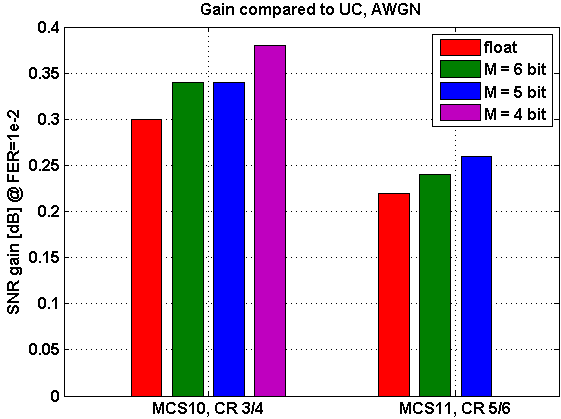 Gain compared to UC, AWGN
SNR gain [dB] @ FER=1e-2
0.4
0.35
0.3
0.25
0.2
0.15
0.1
0.05
0
float
M = 6 bit
M = 5 bit
M = 4 bit
MCS10, CR 3/4
MCS11, CR 5/6